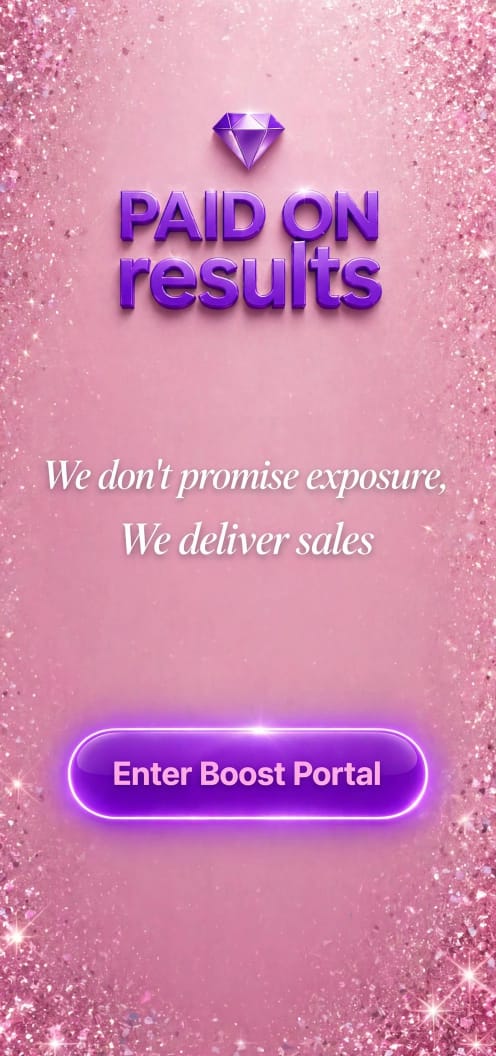 PAID ON
results
We don't promise exposure,
We deliver sales
Enter Boost Portal